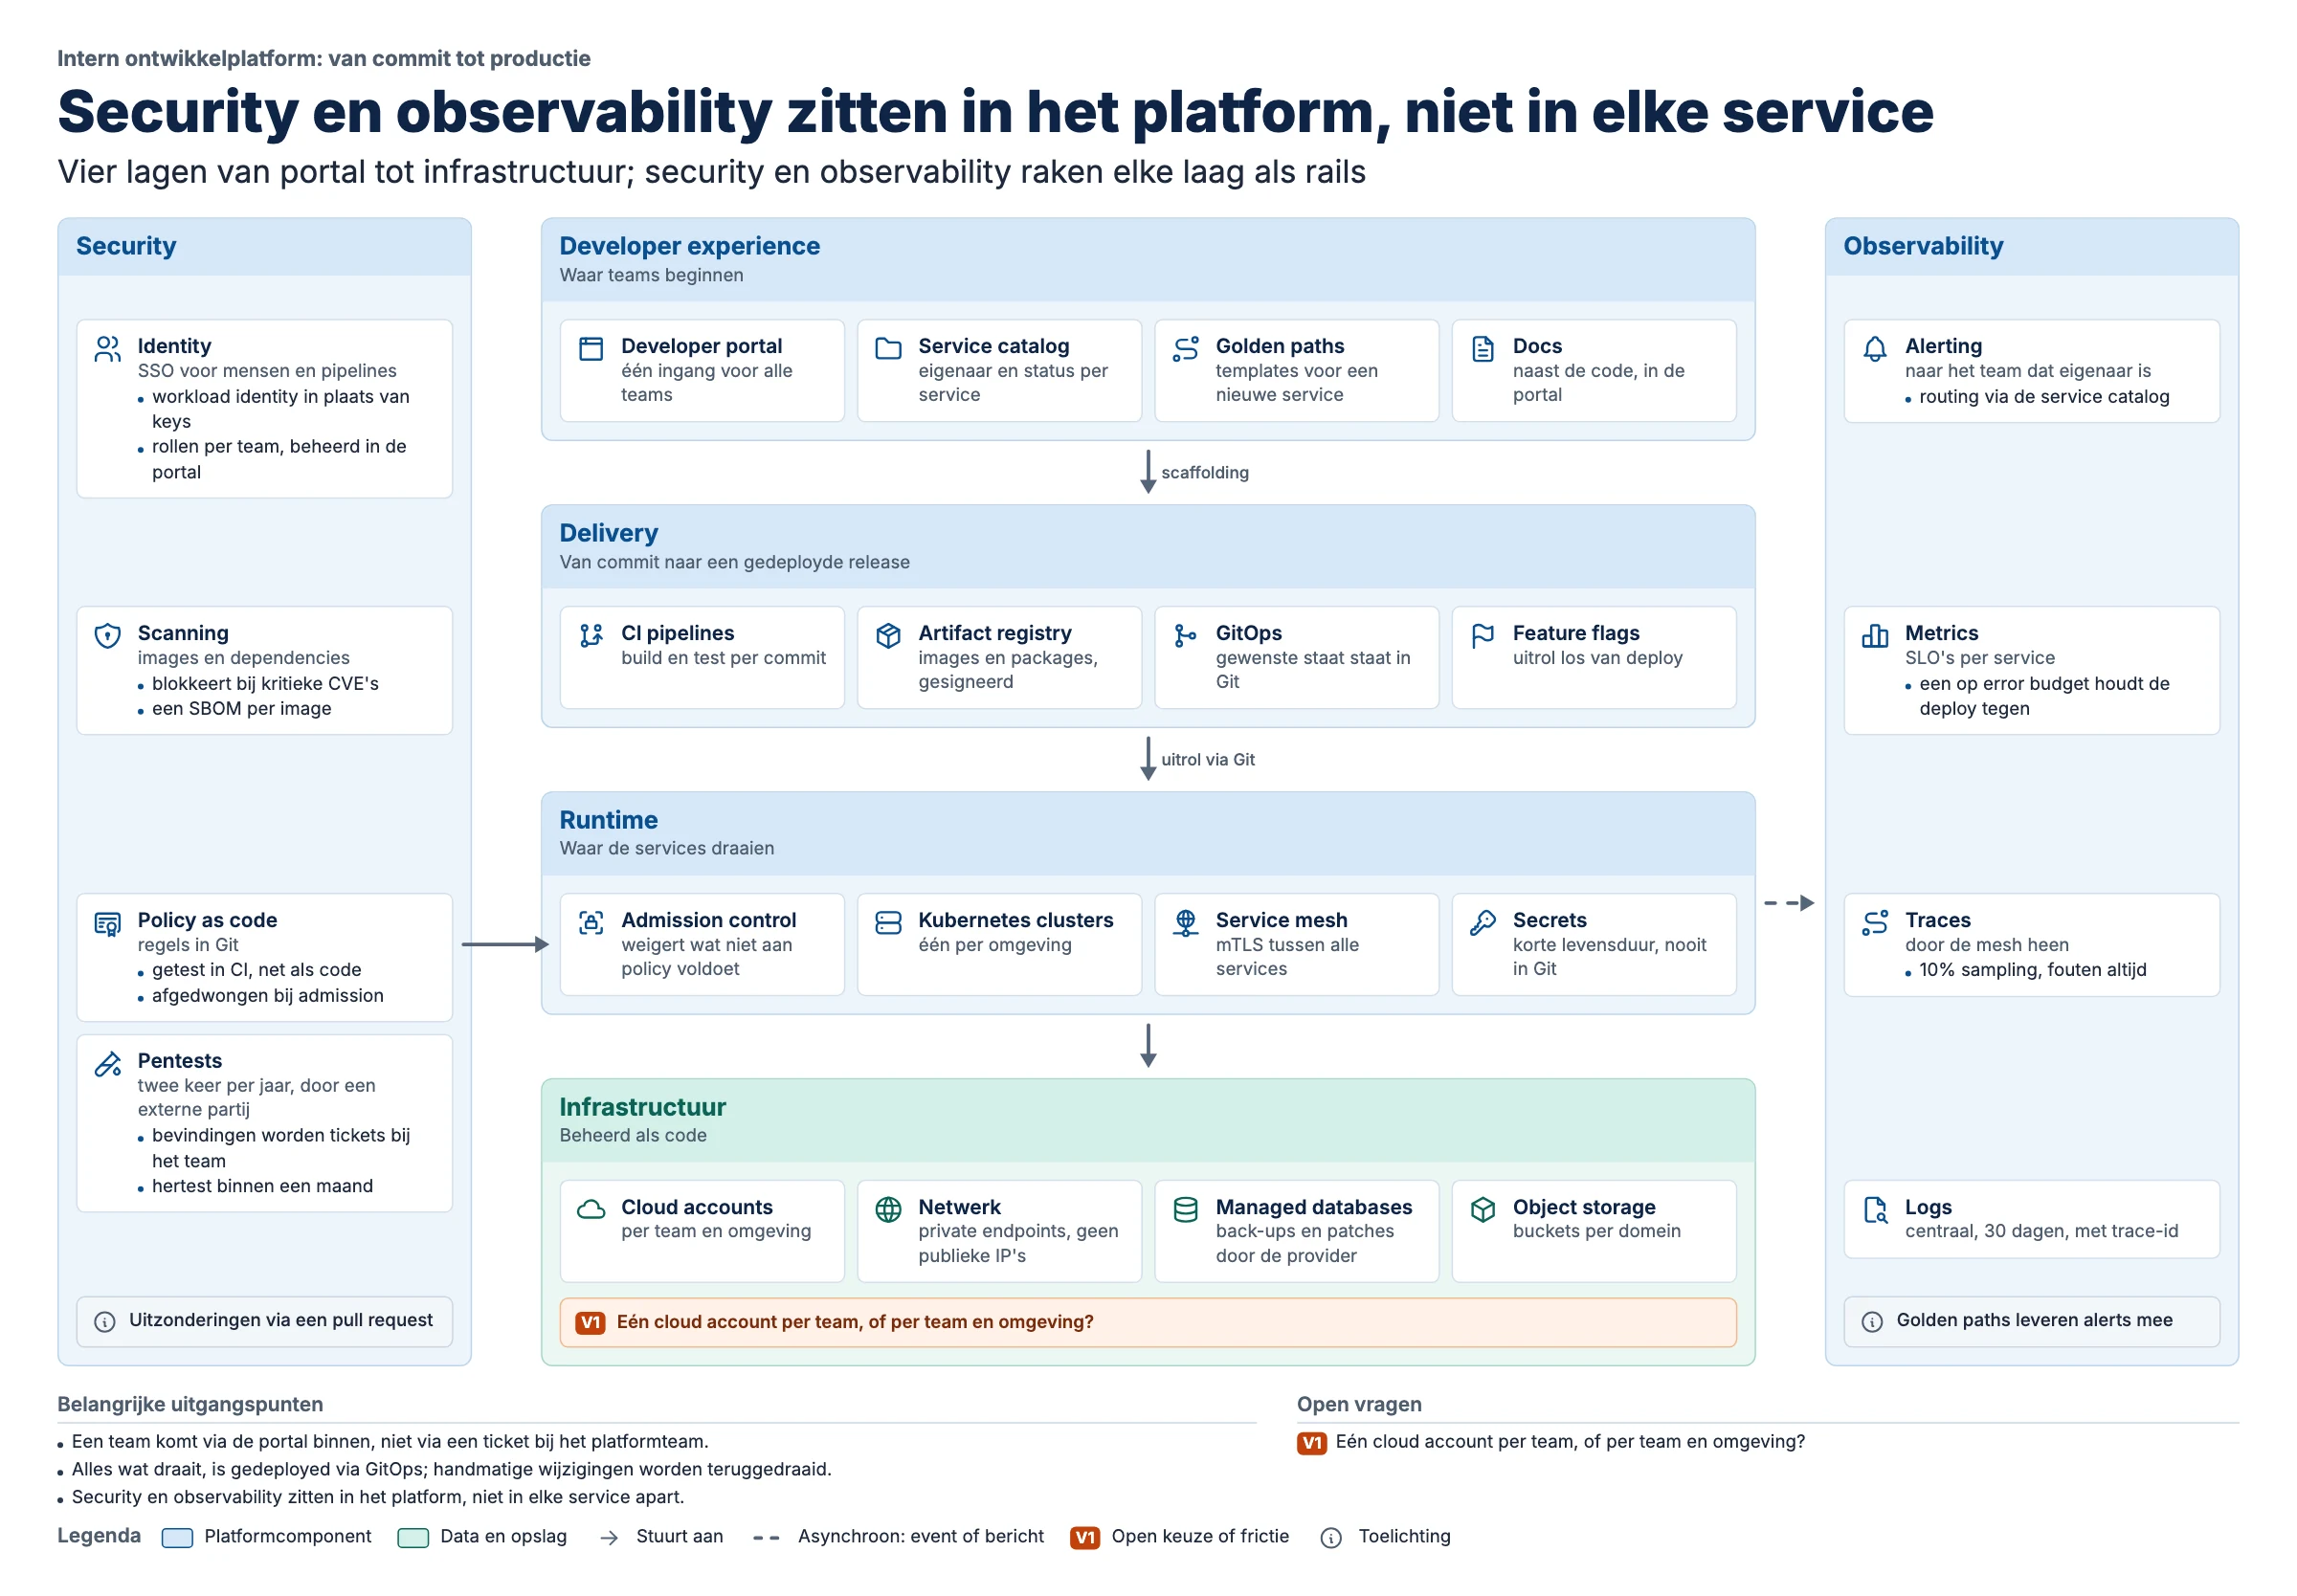 Intern ontwikkelplatform: van commit tot productie
Security en observability zitten in het platform, niet in elke service
Vier lagen van portal tot infrastructuur; security en observability raken elke laag als rails
Security
Identity
SSO voor mensen en pipelines
• workload identity in plaats van
keys
• rollen per team, beheerd in de
portal
Scanning
images en dependencies
• blokkeert bij kritieke CVE's
• een SBOM per image
Policy as code
regels in Git
• getest in CI, net als code
• afgedwongen bij admission
Pentests
twee keer per jaar, door een
externe partij
• bevindingen worden tickets bij
het team
• hertest binnen een maand
Uitzonderingen via een pull request
Developer experience
Waar teams beginnen
Developer portal
één ingang voor alle
teams
Service catalog
eigenaar en status per
service
Golden paths
templates voor een
nieuwe service
Docs
naast de code, in de
portal
scaffolding
Delivery
Van commit naar een gedeployde release
CI pipelines
build en test per commit
Artifact registry
images en packages,
gesigneerd
GitOps
gewenste staat staat in
Git
Feature flags
uitrol los van deploy
uitrol via Git
Runtime
Waar de services draaien
Admission control
weigert wat niet aan
policy voldoet
Kubernetes clusters
één per omgeving
Service mesh
mTLS tussen alle
services
Secrets
korte levensduur, nooit
in Git
Infrastructuur
Beheerd als code
Cloud accounts
per team en omgeving
Netwerk
private endpoints, geen
publieke IP's
Managed databases
back-ups en patches
door de provider
Object storage
buckets per domein
V1 Eén cloud account per team, of per team en omgeving?
Observability
Alerting
naar het team dat eigenaar is
• routing via de service catalog
Metrics
SLO's per service
• een op error budget houdt de
deploy tegen
Traces
door de mesh heen
• 10% sampling, fouten altijd
Logs
centraal, 30 dagen, met trace-id
Golden paths leveren alerts mee
Belangrijke uitgangspunten
• Een team komt via de portal binnen, niet via een ticket bij het platformteam.
• Alles wat draait, is gedeployed via GitOps; handmatige wijzigingen worden teruggedraaid.
• Security en observability zitten in het platform, niet in elke service apart.
Open vragen
V1 Eén cloud account per team, of per team en omgeving?
Legenda Platformcomponent Data en opslag Stuurt aan Asynchroon: event of bericht V1 Open keuze of frictie Toelichting